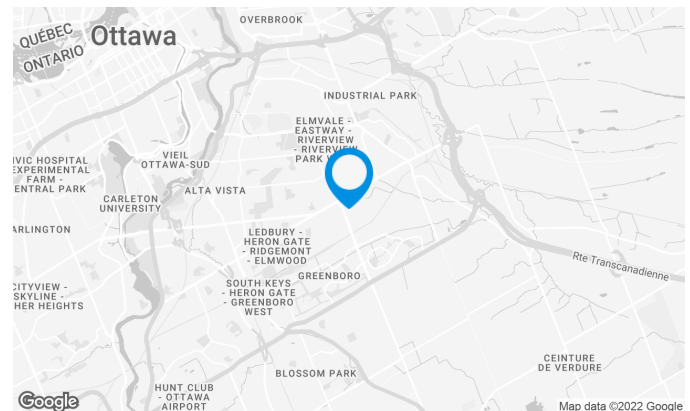 OVERBROOK
QUÉBEC
ONTARIO
Ottawa
INDUSTRIAL PARK
ELMVALE -
EASTWAY -
RIVERVIEW
- RIVERVIEW
PARK
VIEIL
OTTAWA-SUD
IVIC HOSPITAL
EXPERIMENTAL
FARM -
ENTRAL PARK
ALTA VISTA
CARLETON
UNIVERSITY
ARLINGTON
LEDBURY -
HERON GATE
- RIDGEMONT
- ELMWOOD
GREENBORO
Rte Transcanadienne
CITYVIEW -
SKYLINE -
HER HEIGHTS
SOUTH KEYS
- HERON GATE
- GREENBORO
WEST
CEINTURE
DE VERDURE
BLOSSOM PARK
HUNT CLUB
- OTTAWA
AIRPORT
Google
Map data ©2022 Google